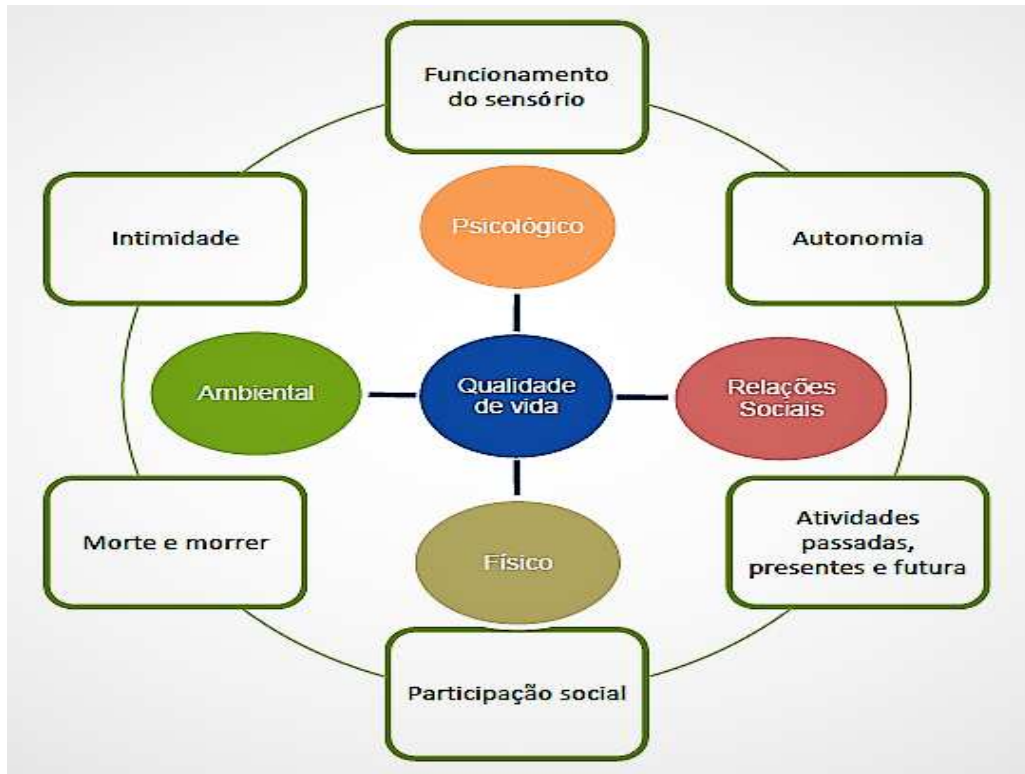 Funcionamento
do sensório
Psicológico
Intimidade
Autonomia
Ambiental
Qualidade
de vida
Relações
Sociais
Morte e morrer
Físico
Atividades
passadas,
presentes e futura
Participação social